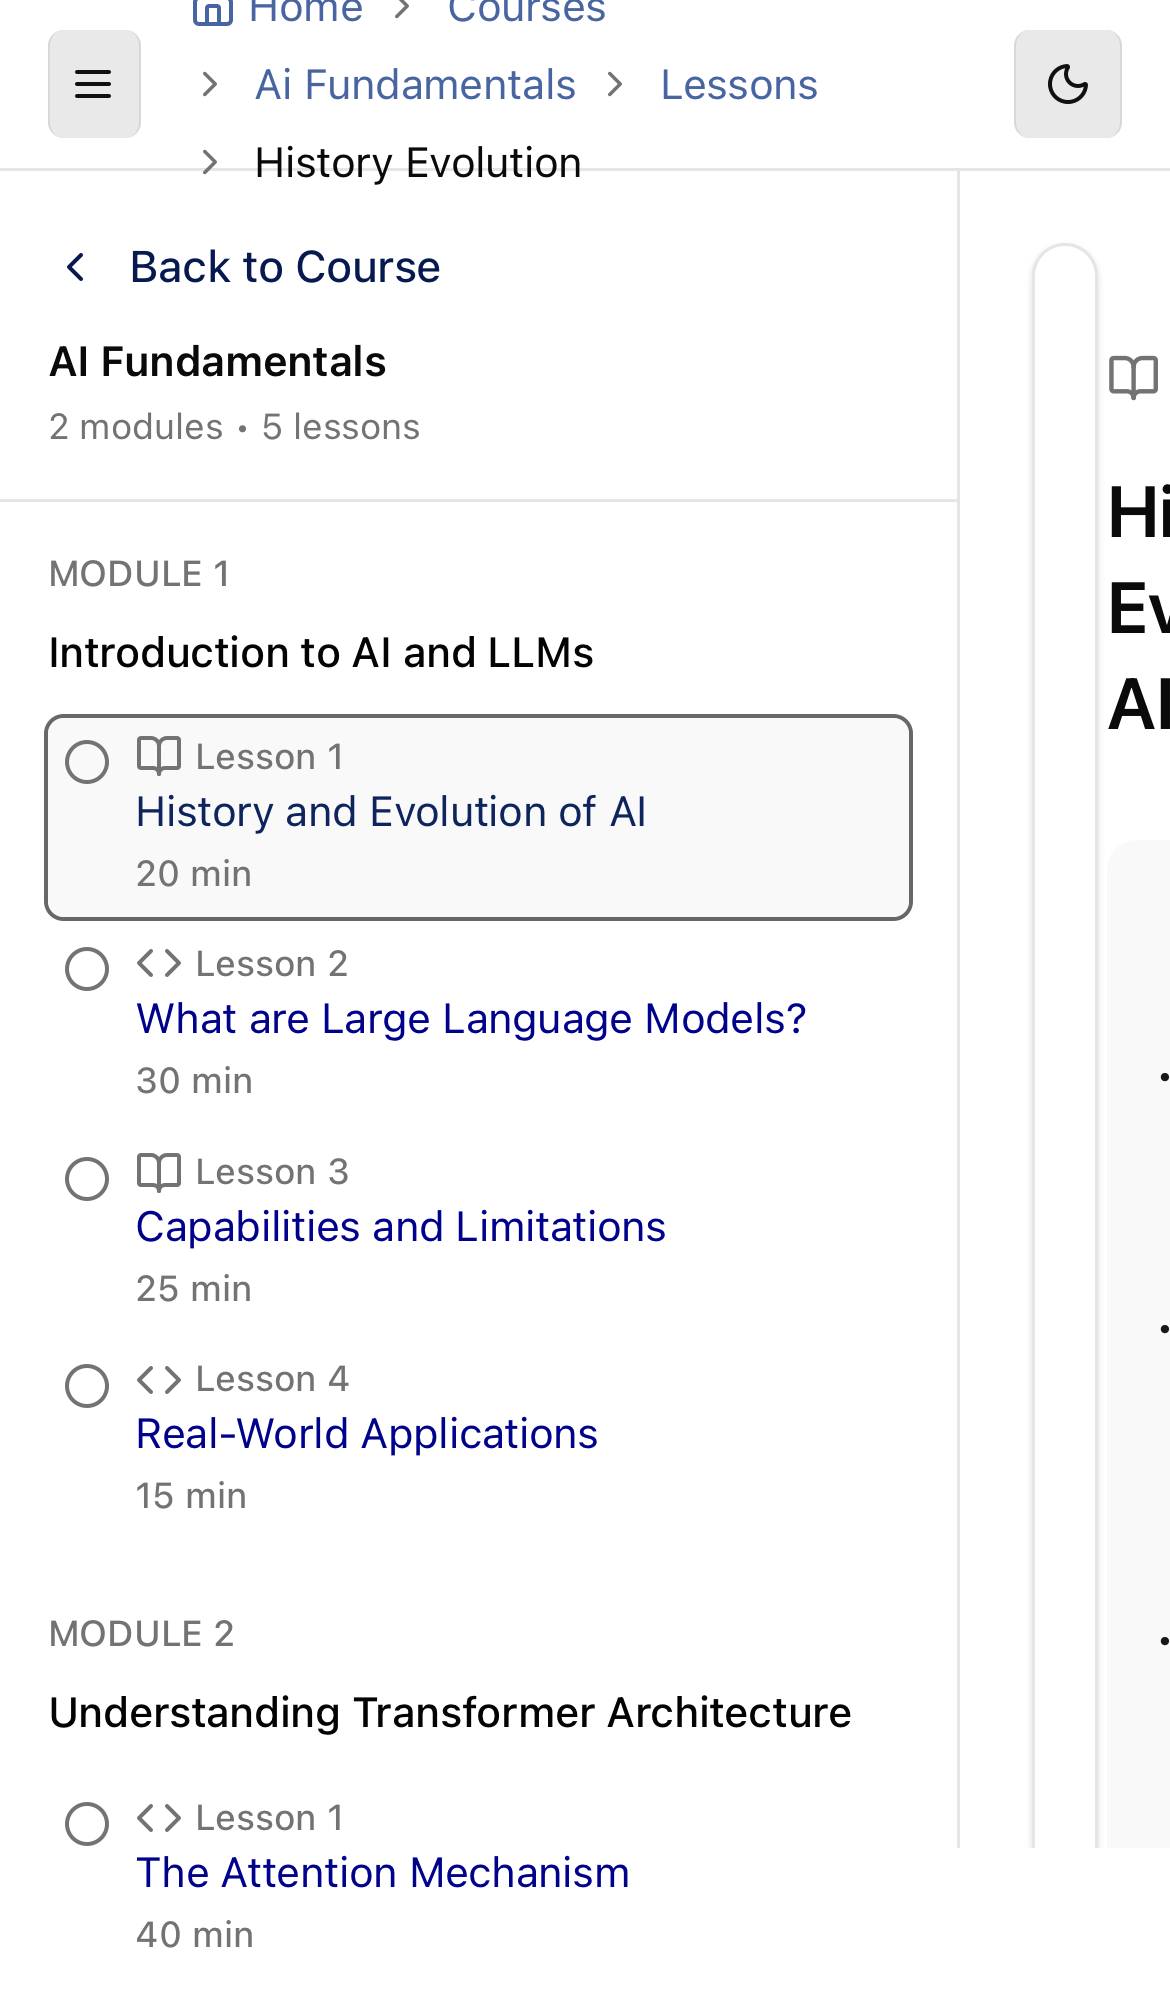 Home > Courses
> Ai Fundamentals > Lessons
> History Evolution
Back to Course
AI Fundamentals
2 modules • 5 lessons
MODULE 1
Introduction to AI and LLMs
Lesson 1
History and Evolution of AI
20 min
Lesson 2
What are Large Language Models?
30 min
Lesson 3
Capabilities and Limitations
25 min
Lesson 4
Real-World Applications
15 min
MODULE 2
Understanding Transformer Architecture
Lesson 1
The Attention Mechanism
40 min